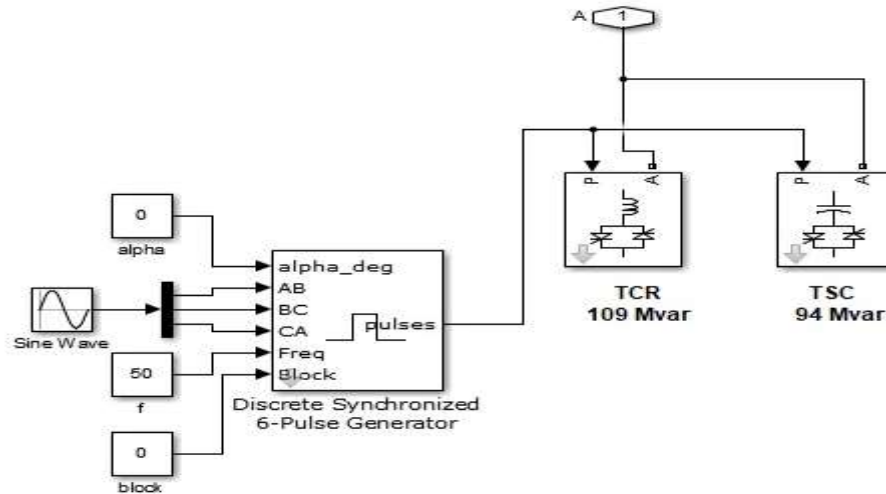 A 1
P A
P A
TCR
109 Mvar
TSC
94 Mvar
0
alpha
Sine Wave
50
f
0
block
alpha_deg
AB
BC
CA
Freq
Block
pulses
Discrete Synchronized
6-Pulse Generator